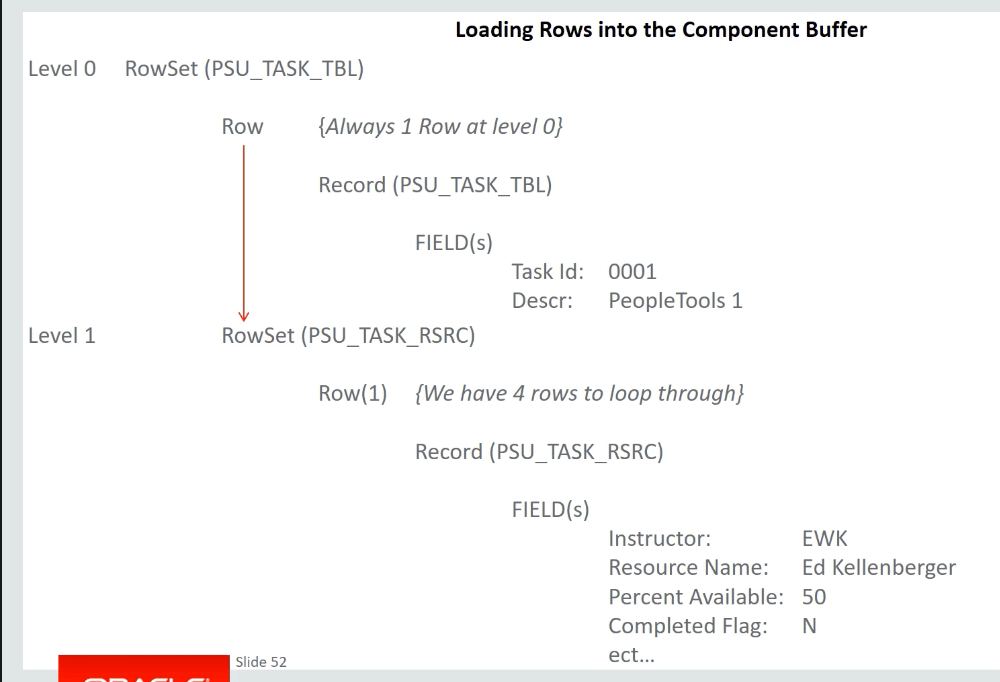 Loading Rows into the Component Buffer
Level 0 RowSet (PSU_TASK_TBL)
Row {Always 1 Row at level 0}
Record (PSU_TASK_TBL)
FIELD(s)
Task Id: 0001
Descr: PeopleTools 1
Level 1 RowSet (PSU_TASK_RSRC)
Row(1) {We have 4 rows to loop through}
Record (PSU_TASK_RSRC)
FIELD(s)
Instructor: EWK
Resource Name: Ed Kellenberger
Percent Available: 50
Completed Flag: N
ect...
Slide 52
ORACLE